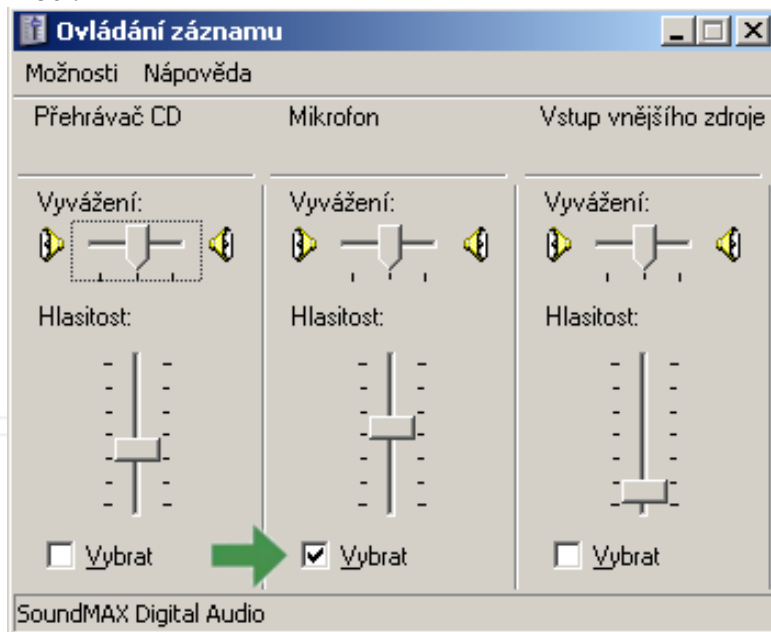 Ovládání záznamu
Možnosti Nápověda
Přehrávač CD Mikrofon Vstup vnějšího zdroje
Vyvážení: Vyvážení: Vyvážení:
Hlasitost: Hlasitost: Hlasitost:
Vybrat Vybrat Vybrat
SoundMAX Digital Audio